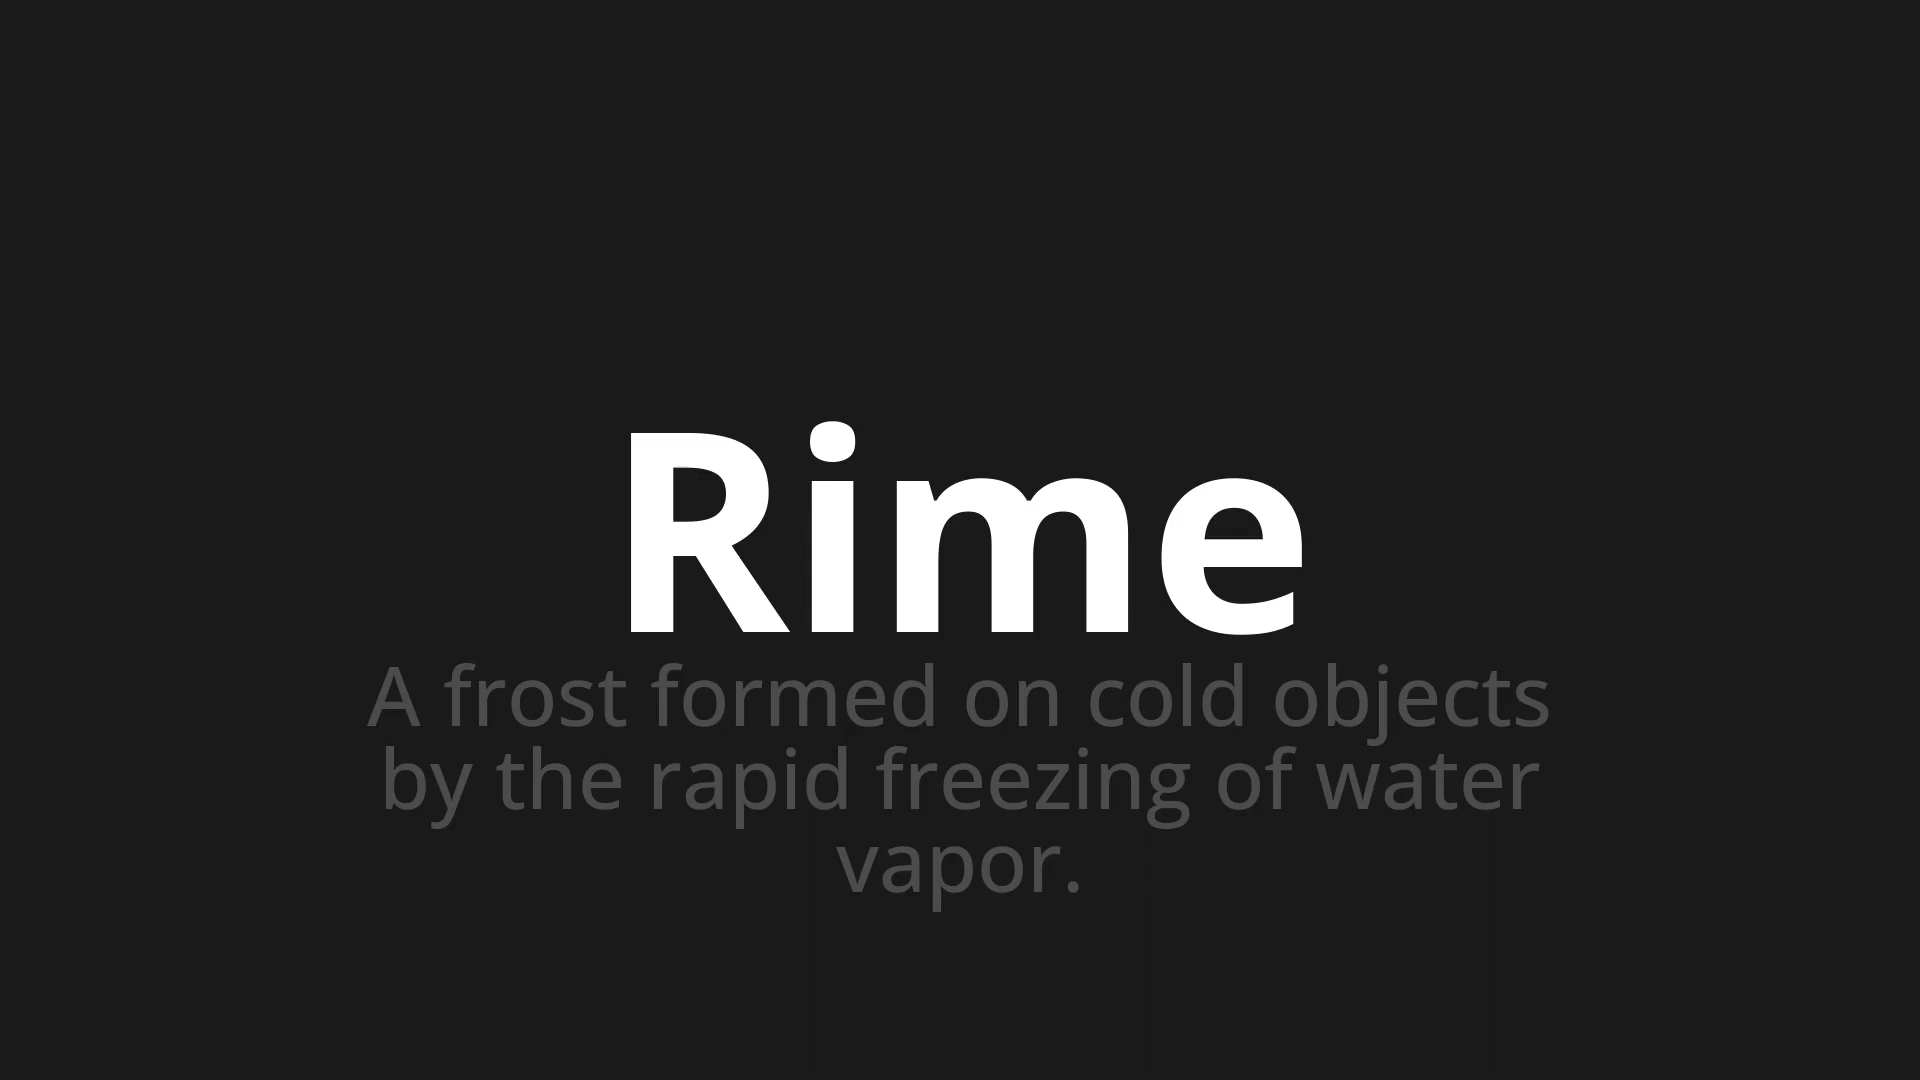 Rime
A frost formed on cold objects
by the rapid freezing of water
vapor.